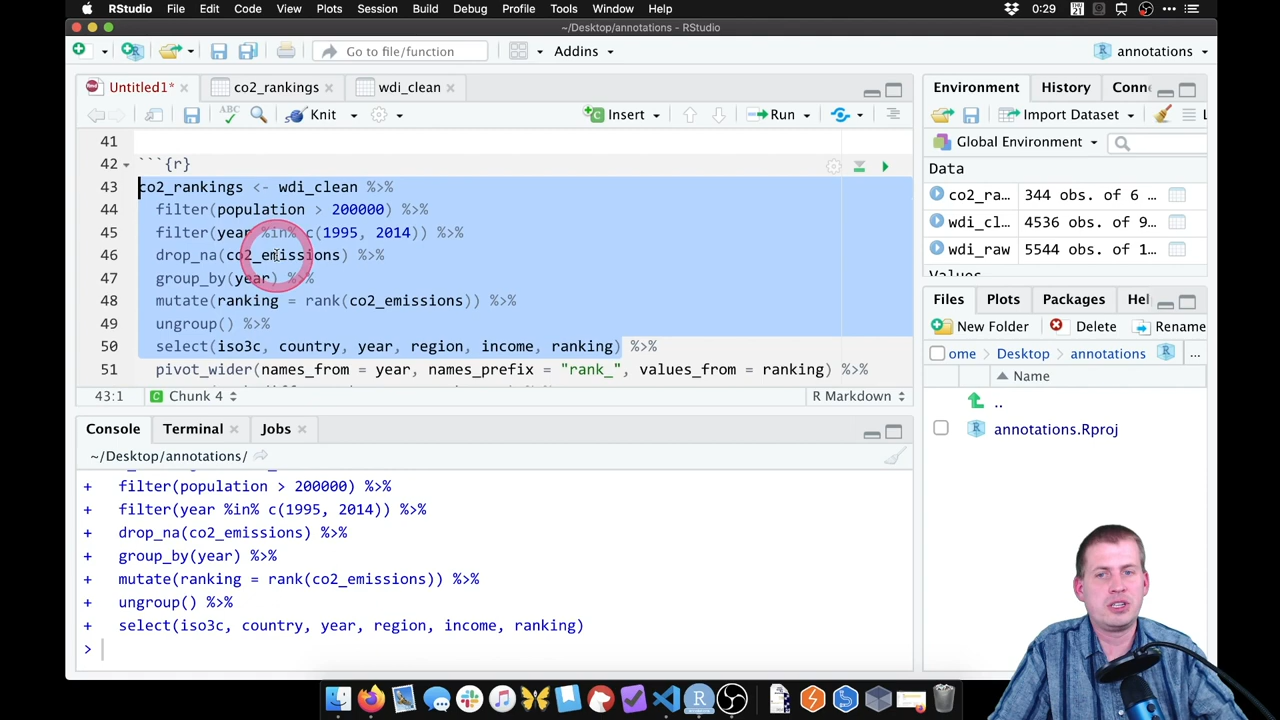 RStudio File Edit Code View Plots Session Build Debug Profile Tools Window Help 0:29
~/Desktop/annotations - RStudio
Go to file/function Addins annotations
Untitled1* co2_rankings wdi_clean
ABC Knit Insert Run
41
42 ```{r}
43 co2_rankings <- wdi_clean %>%
44 filter(population > 200000) %>%
45 filter(year %in% c(1995, 2014)) %>%
46 drop_na(co2_emissions) %>%
47 group_by(year) %>%
48 mutate(ranking = rank(co2_emissions)) %>%
49 ungroup() %>%
50 select(iso3c, country, year, region, income, ranking) %>%
51 pivot_wider(names_from = year, names_prefix = "rank_", values_from = ranking) %>%
43:1 Chunk 4 R Markdown
Console Terminal Jobs
~/Desktop/annotations/
+ filter(population > 200000) %>%
+ filter(year %in% c(1995, 2014)) %>%
+ drop_na(co2_emissions) %>%
+ group_by(year) %>%
+ mutate(ranking = rank(co2_emissions)) %>%
+ ungroup() %>%
+ select(iso3c, country, year, region, income, ranking)
>
Environment History Conn
Import Dataset
Global Environment
Data
co2_ra... 344 obs. of 6 ...
wdi_cl... 4536 obs. of 9...
wdi_raw 5544 obs. of 1...
Values
Files Plots Packages Hel
New Folder Delete Rename
ome Desktop annotations ...
Name
..
annotations.Rproj